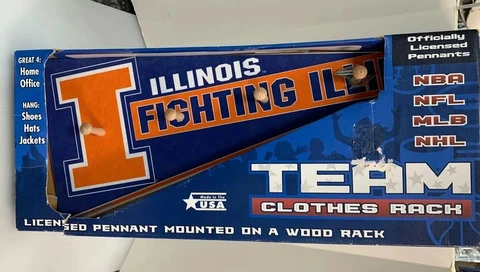 GREAT 4:
Home
Office
HANG:
Shoes
Hats
Jackets
I
ILLINOIS
FIGHTING ILLI
Officially
Licensed
Pennants
NBA
NFL
MLB
NHL
Made In The
USA
TEAM
CLOTHES RACK
LICENSED PENNANT MOUNTED ON A WOOD RACK